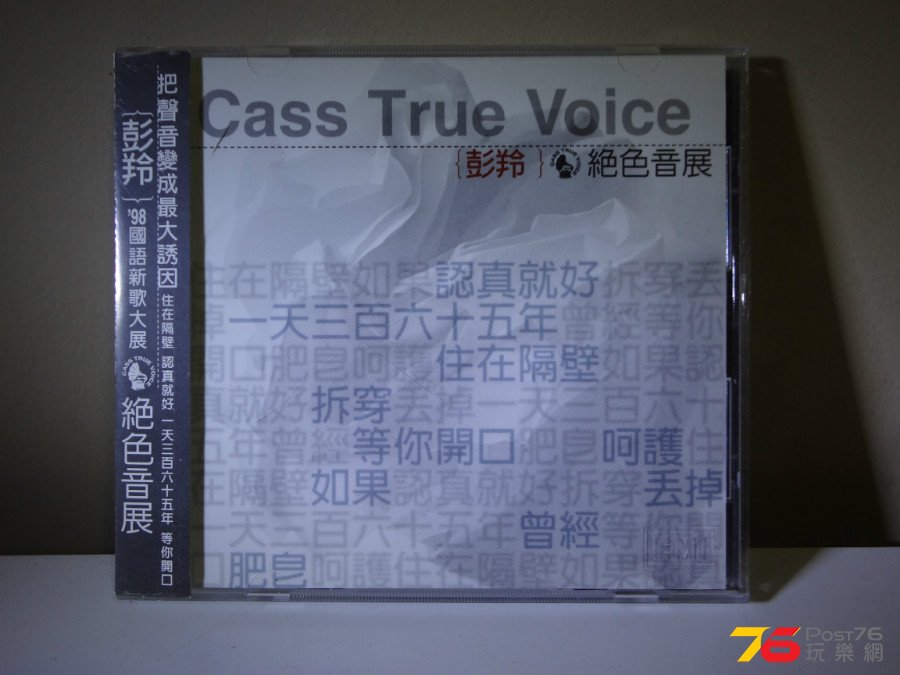 把聲音變成最大誘因 住在隔壁 認真就好 一天三百六十五年 等你開口
{彭羚} '98國語新歌大展 CASS TRUE VOICE 絕色音展
Cass True Voice
{彭羚} CASS TRUE VOICE 絕色音展
住在隔壁如果認真就好拆穿丟
掉一天三百六十五年曾經等你
開口肥皂呵護住在隔壁如果認
真就好拆穿丟掉一天三百六十
五年曾經等你開口肥皂呵護住
在隔壁如果認真就好拆穿丟掉
一天三百六十五年曾經等你開
口肥皂呵護住在隔壁如果
EMI
76 Post76
玩樂網